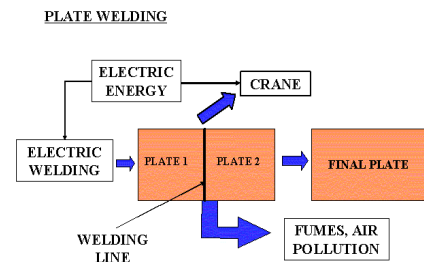 PLATE WELDING
ELECTRIC
ENERGY
CRANE
ELECTRIC
WELDING
PLATE 1
PLATE 2
FINAL PLATE
WELDING
LINE
FUMES, AIR
POLLUTION